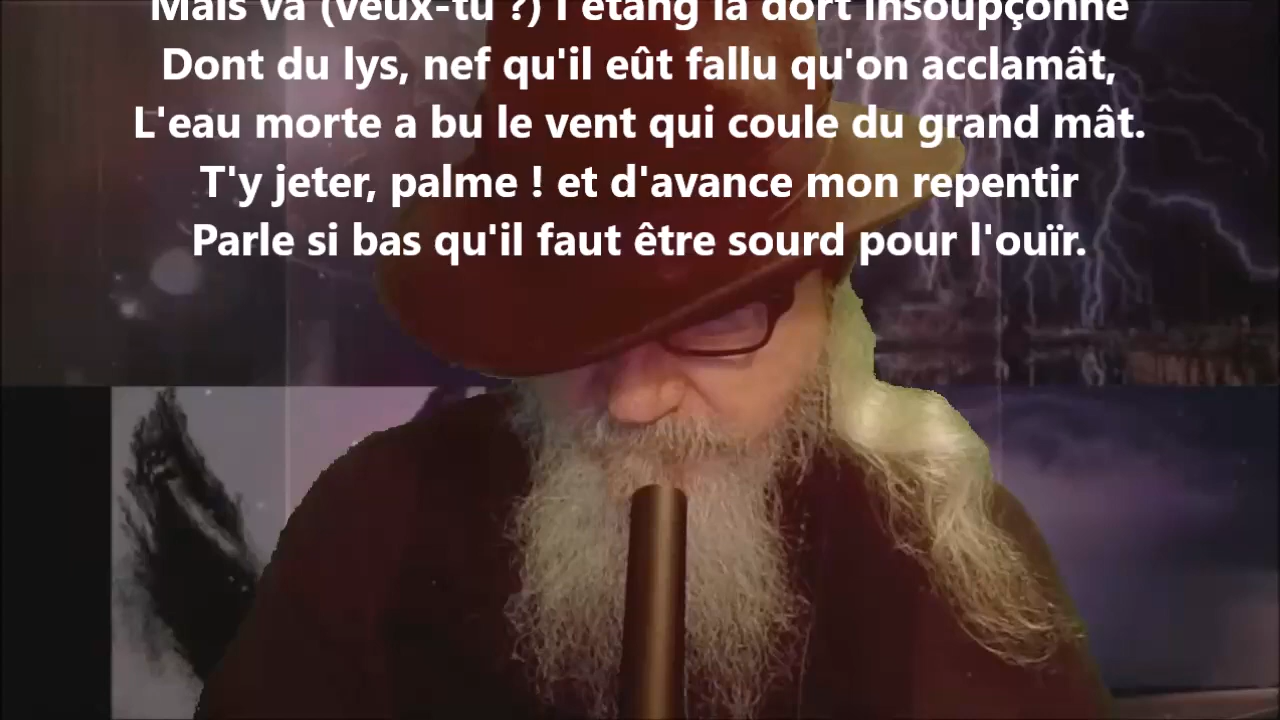 Mais va (veux-tu ?) l'étang là dort insoupçonné
Dont du lys, nef qu'il eût fallu qu'on acclamât,
L'eau morte a bu le vent qui coule du grand mât.
T'y jeter, palme ! et d'avance mon repentir
Parle si bas qu'il faut être sourd pour l'ouïr.